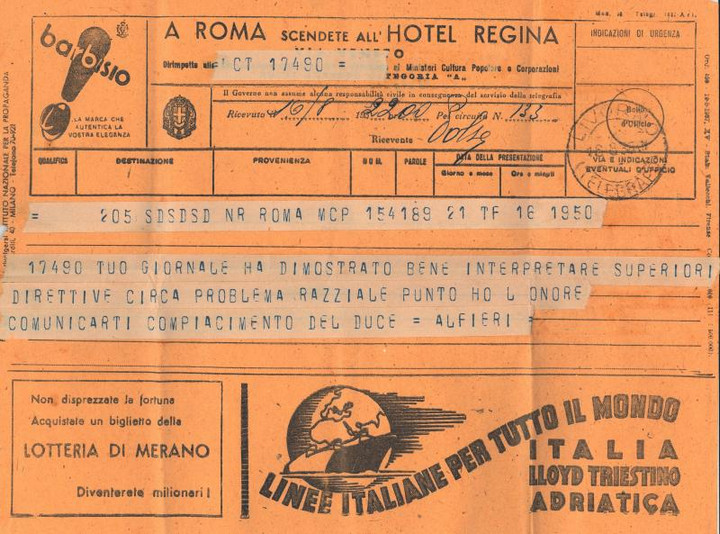 barbisio
LA MARCA CHE
AUTENTICA LA
VOSTRA ELEGANZA
A ROMA SCENDETE ALL' HOTEL REGINA
Dirimpetto
CT 17490 =
Ministeri Cultura Popolare e Corporazioni
"A"
INDICAZIONI DI URGENZA
Il Governo non assume alcuna responsabilità civile in conseguenza del servizio della telegrafia
Ricevuto 16/8 2200 Per circuito N. 133
Ricevente
Bollo
d'Ufficio
VIA E INDICAZIONI
EVENTUALI D'UFFICIO
QUALIFICA DESTINAZIONE PROVENIENZA NUM. PAROLE DATA DELLA PRESENTAZIONE
Giorno e mese Ore e minuti
= 205 SDSDSD NR ROMA MCP 154189 21 TF 16 1950
17490 TUO GIORNALE HA DIMOSTRATO BENE INTERPRETARE SUPERIORI
DIRETTIVE CIRCA PROBLEMA RAZZIALE PUNTO HO L ONORE
COMUNICARTI COMPIACIMENTO DEL DUCE = ALFIERI =
Non disprezzate la fortuna
Acquistate un biglietto della
LOTTERIA DI MERANO
Diventerete milionari!
LINEE ITALIANE PER TUTTO IL MONDO
ITALIA
LLOYD TRIESTINO
ADRIATICA